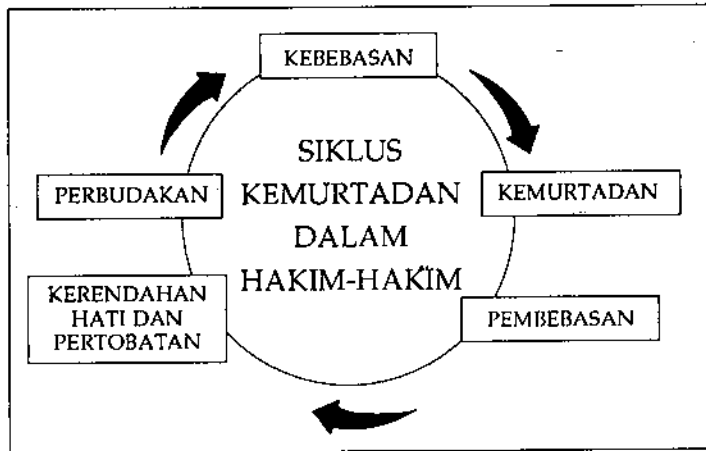 KEBEBASAN
SIKLUS
KEMURTADAN
DALAM
HAKIM-HAKIM
PERBUDAKAN
KEMURTADAN
KERENDAHAN
HATI DAN
PERTOBATAN
PEMBEBASAN